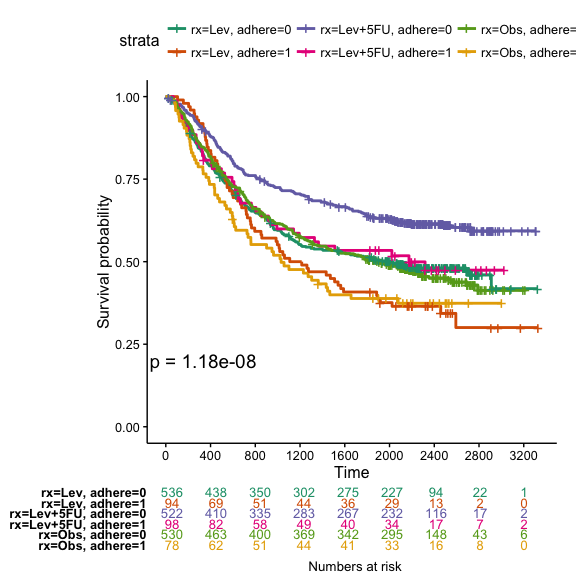 strata rx=Lev, adhere=0 rx=Lev+5FU, adhere=0 rx=Obs, adhere=
rx=Lev, adhere=1 rx=Lev+5FU, adhere=1 rx=Obs, adhere=
1.00
0.75
0.50
0.25
0.00
Survival probability
p = 1.18e-08
0 400 800 1200 1600 2000 2400 2800 3200
Time
rx=Lev, adhere=0 536 438 350 302 275 227 94 22 1
rx=Lev, adhere=1 94 69 51 44 36 29 13 2 0
rx=Lev+5FU, adhere=0 522 410 335 283 267 232 116 17 2
rx=Lev+5FU, adhere=1 98 82 58 49 40 34 17 7 2
rx=Obs, adhere=0 530 463 400 369 342 295 148 43 6
rx=Obs, adhere=1 78 62 51 44 41 33 16 8 0
Numbers at risk